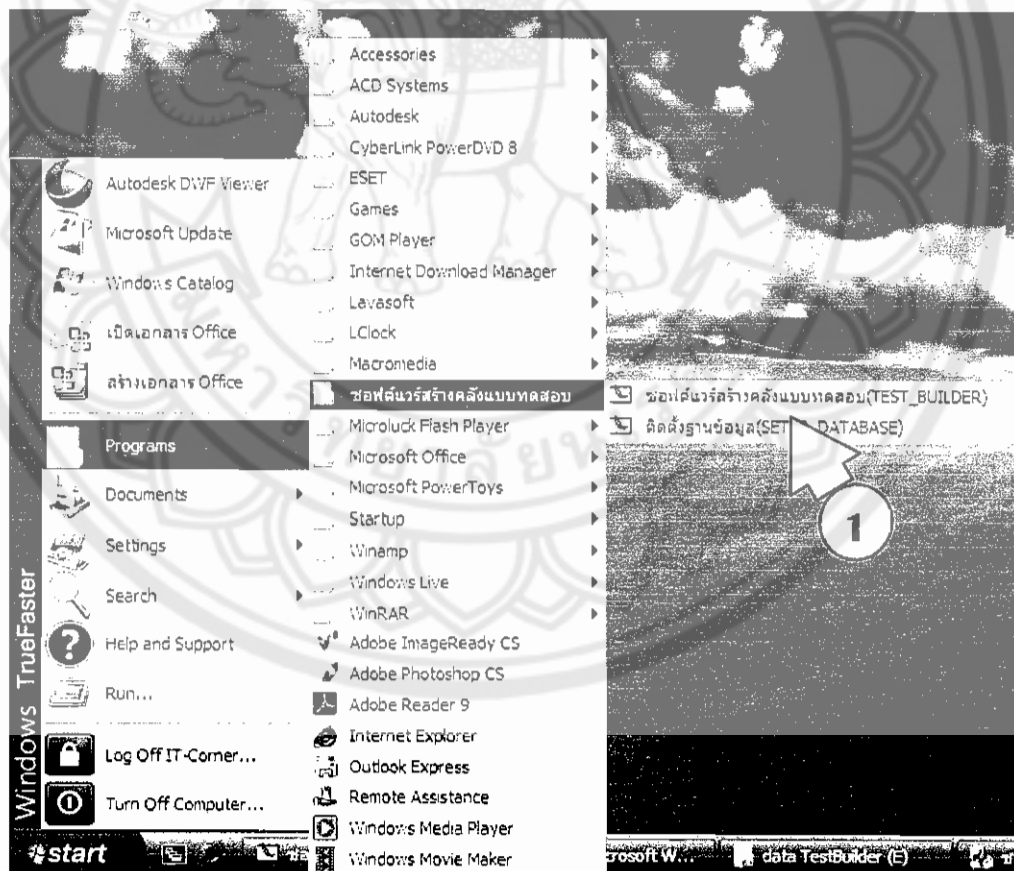 Accessories
ACD Systems
Autodesk
CyberLink PowerDVD 8
ESET
Games
GOM Player
Internet Download Manager
Lavasoft
LClock
Macromedia
ซอฟต์แวร์สร้างคลังแบบทดสอบ
Microluck Flash Player
Microsoft Office
Microsoft PowerToys
Startup
Winamp
Windows Live
WinRAR
Adobe ImageReady CS
Adobe Photoshop CS
Adobe Reader 9
Internet Explorer
Outlook Express
Remote Assistance
Windows Media Player
Windows Movie Maker
Autodesk DWF Viewer
Microsoft Update
Windows Catalog
เปิดเอกสาร Office
สร้างเอกสาร Office
Programs
Documents
Settings
Search
Help and Support
Run...
Log Off IT-Corner...
Turn Off Computer...
Windows TrueFaster
ซอฟต์แวร์สร้างคลังแบบทดสอบ(TEST_BUILDER)
ติดตั้งฐานข้อมูล(SET DATABASE)
1
start
crosoft W...
data TestBuilder (E)